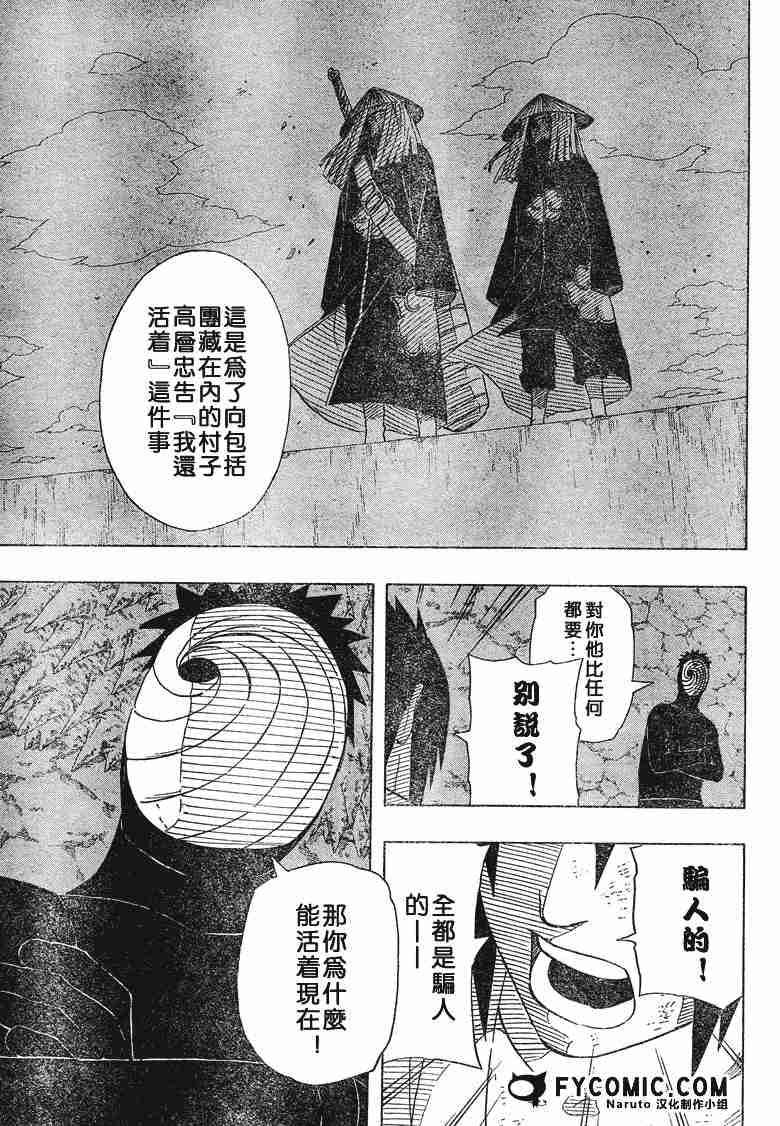 這是爲了向包括
團藏在內的村子
高層忠告『我還
活着』這件事
對你他比任何
都要…
别説了！
騙人的！
全都是騙人
的——
那你爲什麼
能活着現在！
FYCOMIC.COM
Naruto 汉化制作小组